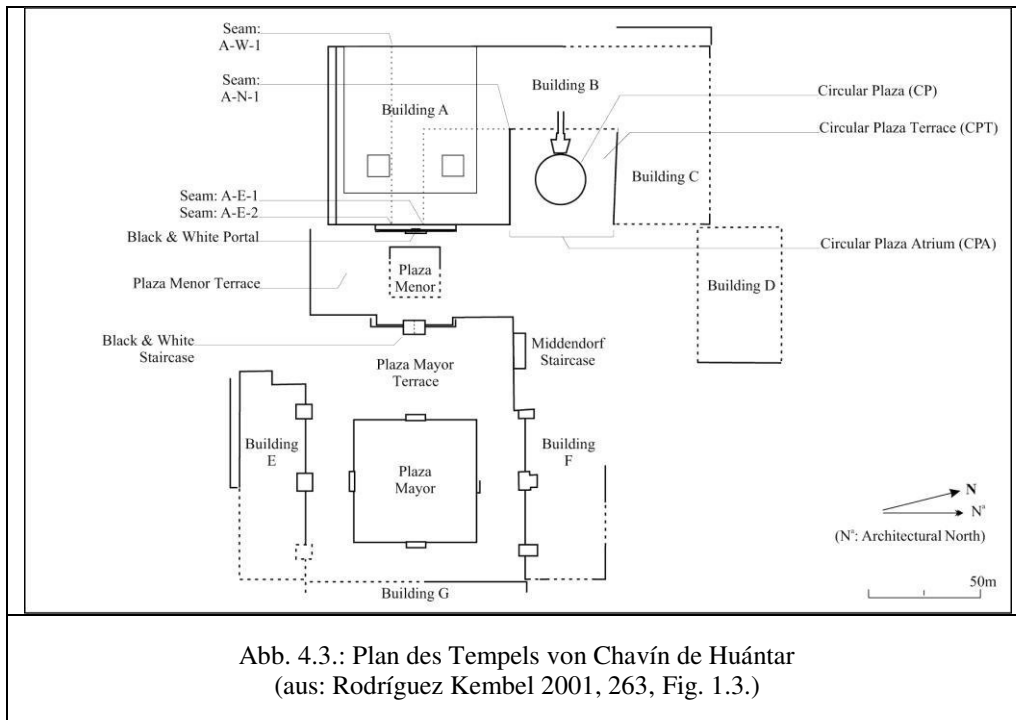 Seam:
A-W-1
Seam:
A-N-1
Building A
Building B
Circular Plaza (CP)
Circular Plaza Terrace (CPT)
Building C
Seam: A-E-1
Seam: A-E-2
Black & White Portal
Circular Plaza Atrium (CPA)
Plaza
Menor
Plaza Menor Terrace
Building D
Black & White
Staircase
Middendorf
Staircase
Plaza Mayor
Terrace
Building
E
Plaza
Mayor
Building
F
N
Nª
(Nª: Architectural North)
Building G
50m
Abb. 4.3.: Plan des Tempels von Chavín de Huántar
(aus: Rodríguez Kembel 2001, 263, Fig. 1.3.)